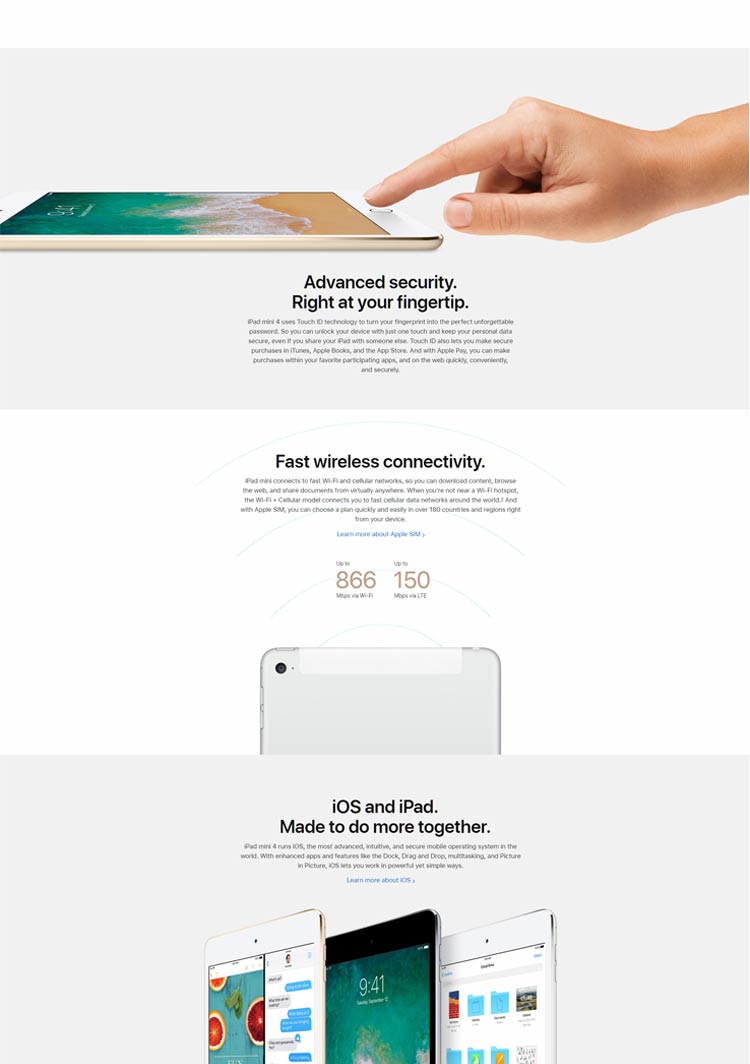 9:41
Advanced security.
Right at your fingertip.
iPad mini 4 uses Touch ID technology to turn your fingerprint into the perfect unforgettable
password. So you can unlock your device with just one touch and keep your personal data
secure, even if you share your iPad with someone else. Touch ID also lets you make secure
purchases in iTunes, Apple Books, and the App Store. And with Apple Pay, you can make
purchases within your favorite participating apps, and on the web quickly, conveniently,
and securely.
Fast wireless connectivity.
iPad mini connects to fast Wi-Fi and cellular networks, so you can download content, browse
the web, and share documents from virtually anywhere. When you're not near a Wi-Fi hotspot,
the Wi-Fi + Cellular model connects you to fast cellular data networks around the world.² And
with Apple SIM, you can choose a plan quickly and easily in over 180 countries and regions right
from your device.
Learn more about Apple SIM ›
Up to Up to
866 150
Mbps via Wi-Fi Mbps via LTE
iOS and iPad.
Made to do more together.
iPad mini 4 runs iOS, the most advanced, intuitive, and secure mobile operating system in the
world. With enhanced apps and features like the Dock, Drag and Drop, multitasking, and Picture
in Picture, iOS lets you work in powerful yet simple ways.
Learn more about iOS ›
9:41
Tuesday, September 12
iCloud Drive
Select